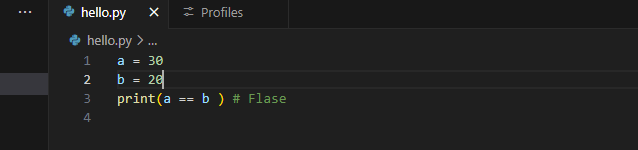 ... hello.py × Profiles
hello.py > ...
1 a = 30
2 b = 20
3 print(a == b ) # Flase
4